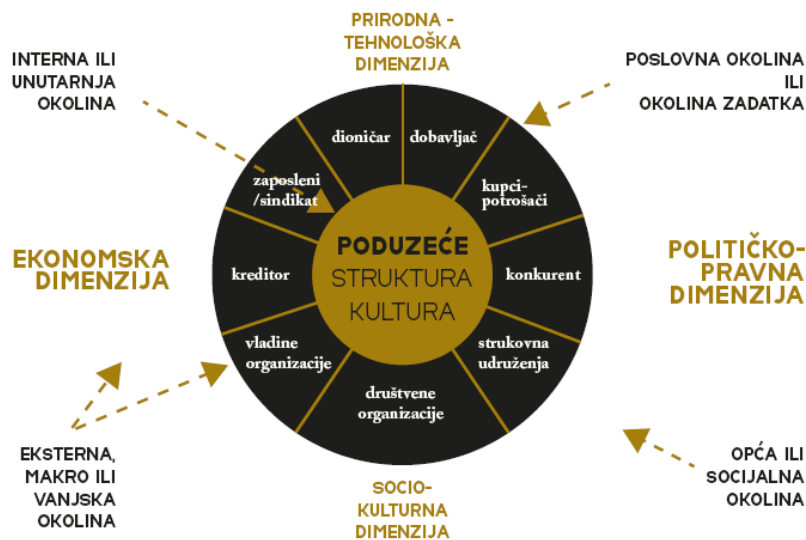 PRIRODNA -
TEHNOLOŠKA
DIMENZIJA
INTERNA ILI
UNUTARNJA
OKOLINA
POSLOVNA OKOLINA
ILI
OKOLINA ZADATKA
dioničar
dobavljač
zaposleni
/sindikat
kupci-
potrošači
EKONOMSKA
DIMENZIJA
kreditor
PODUZEĆE
STRUKTURA
KULTURA
konkurent
POLITIČKO-
PRAVNA
DIMENZIJA
vladine
organizacije
strukovna
udruženja
društvene
organizacije
EKSTERNA,
MAKRO ILI
VANJSKA
OKOLINA
SOCIO-
KULTURNA
DIMENZIJA
OPĆA ILI
SOCIJALNA
OKOLINA